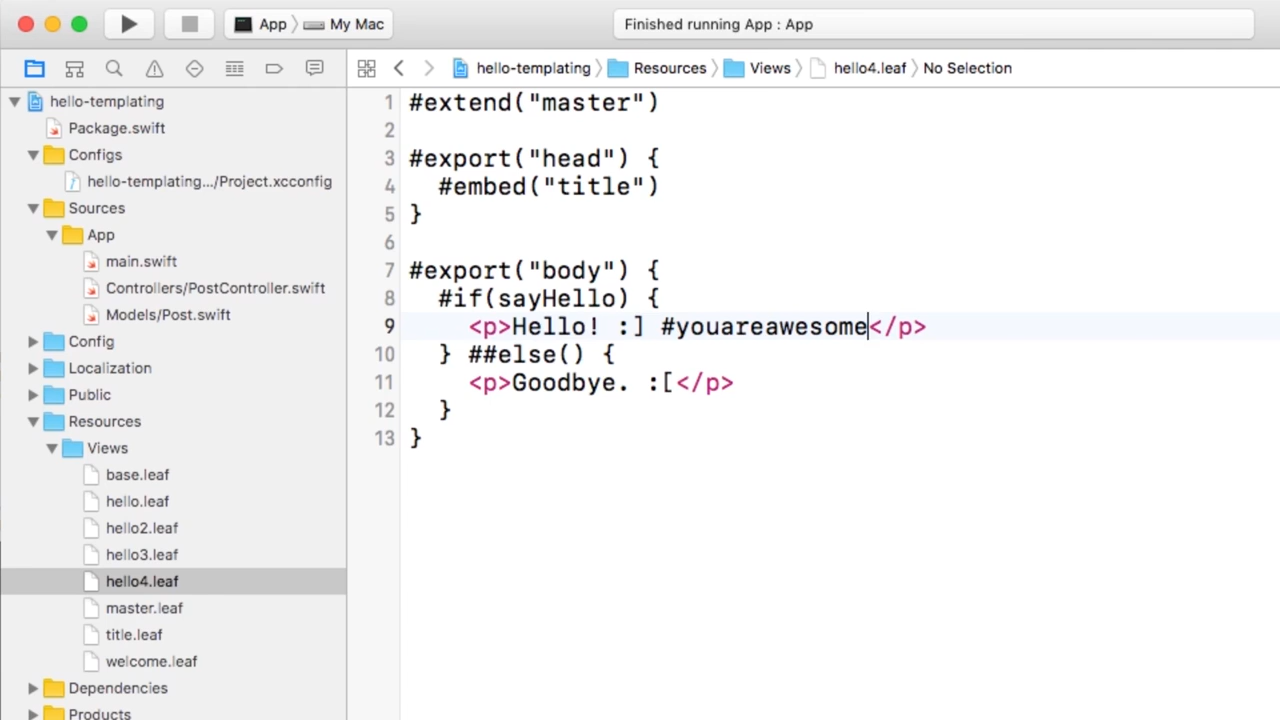 App 〉 My Mac
Finished running App : App
hello-templating 〉 Resources 〉 Views 〉 hello4.leaf 〉 No Selection
hello-templating
Package.swift
Configs
hello-templating.../Project.xcconfig
Sources
App
main.swift
Controllers/PostController.swift
Models/Post.swift
Config
Localization
Public
Resources
Views
base.leaf
hello.leaf
hello2.leaf
hello3.leaf
hello4.leaf
master.leaf
title.leaf
welcome.leaf
Dependencies
Products
1 #extend("master")
2
3 #export("head") {
4   #embed("title")
5 }
6
7 #export("body") {
8   #if(sayHello) {
9     <p>Hello! :] #youareawesome</p>
10   } ##else() {
11     <p>Goodbye. :[</p>
12   }
13 }